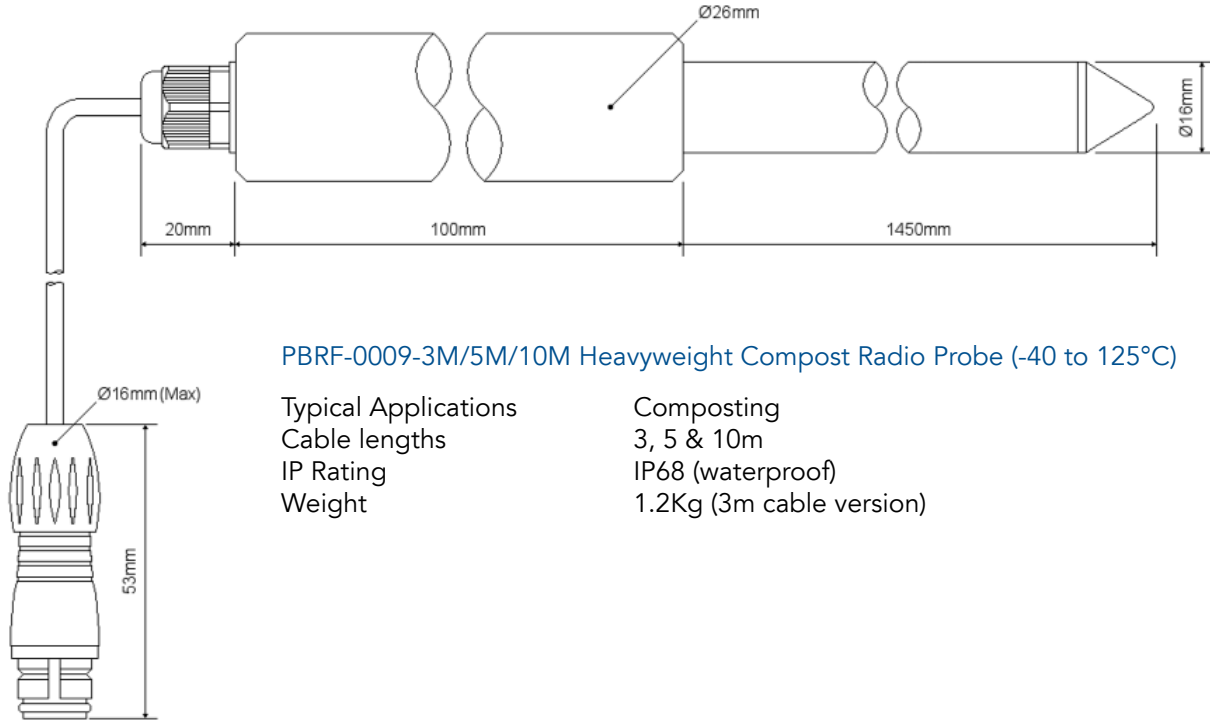 Ø26mm
Ø16mm
20mm
100mm
1450mm
PBRF-0009-3M/5M/10M Heavyweight Compost Radio Probe (-40 to 125°C)
Typical Applications Composting
Cable lengths 3, 5 & 10m
IP Rating IP68 (waterproof)
Weight 1.2Kg (3m cable version)
Ø16mm(Max)
53mm